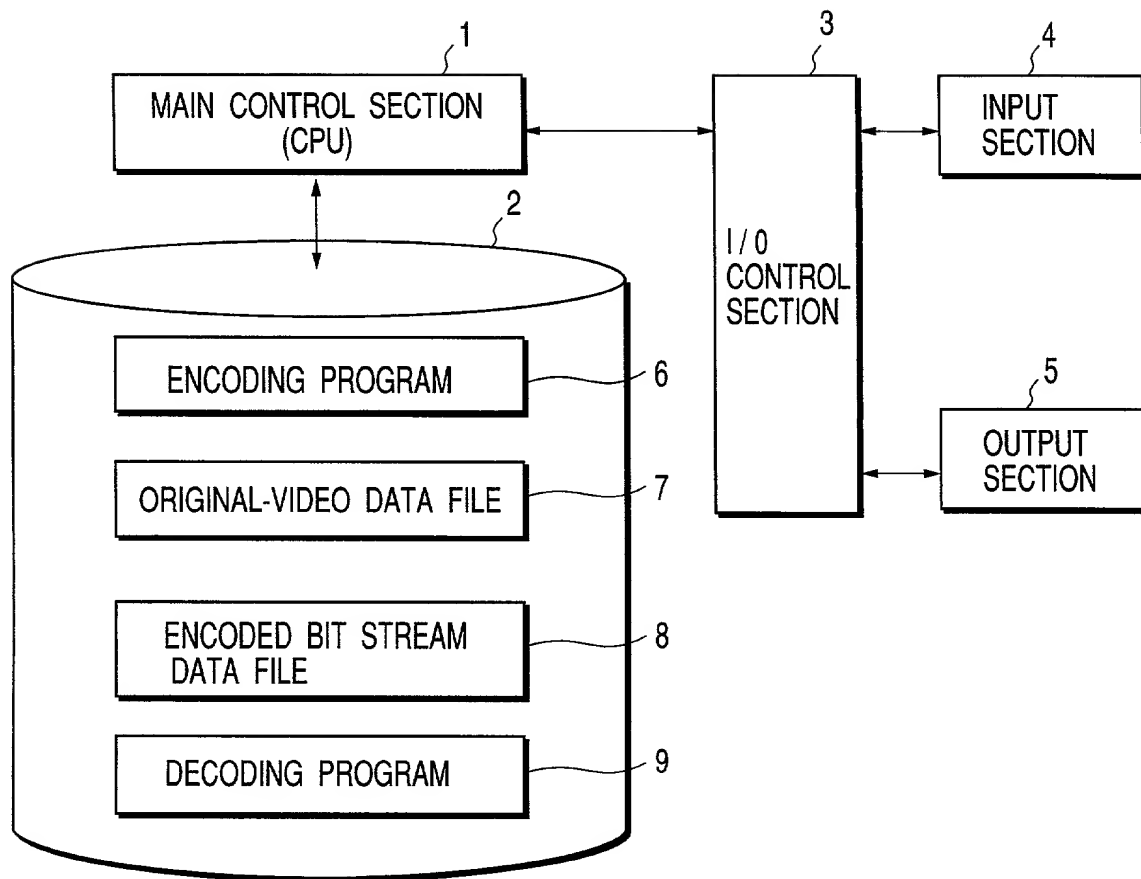 1
MAIN CONTROL SECTION
(CPU)
2
3
I / O
CONTROL
SECTION
4
INPUT
SECTION
5
OUTPUT
SECTION
ENCODING PROGRAM
6
ORIGINAL-VIDEO DATA FILE
7
ENCODED BIT STREAM
DATA FILE
8
DECODING PROGRAM
9